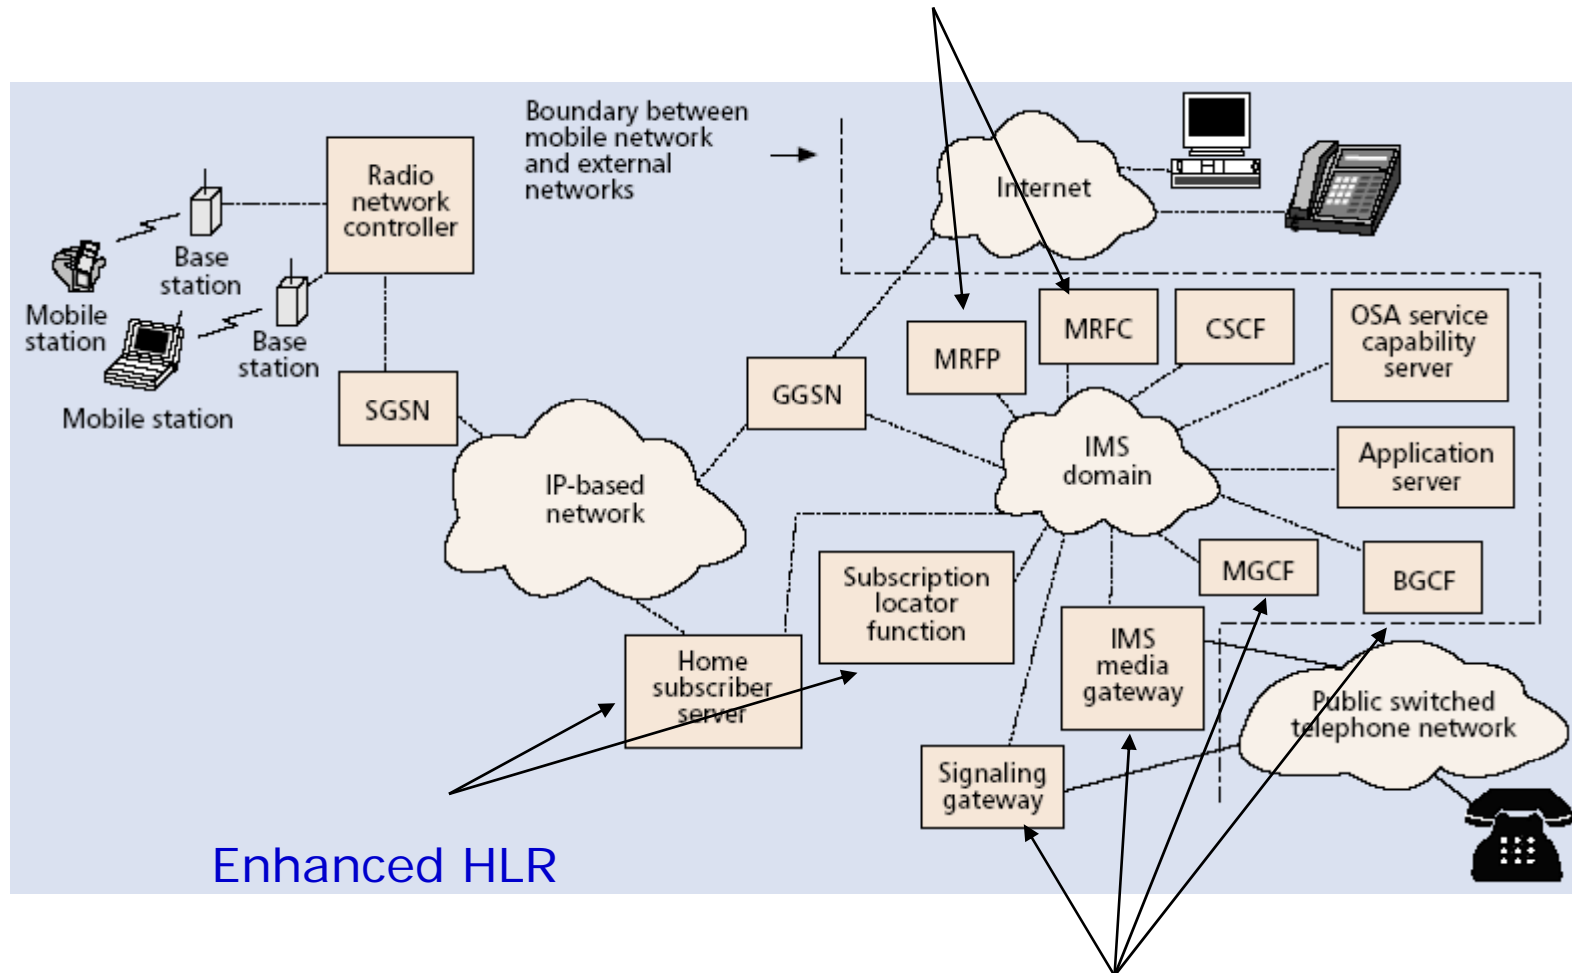 Boundary between
mobile network
and external
networks
Radio
network
controller
Base
station
Mobile
station
Base
station
Mobile station
SGSN
IP-based
network
GGSN
Internet
MRFP
MRFC
CSCF
OSA service
capability
server
IMS
domain
Application
server
MGCF
BGCF
Subscription
locator
function
Home
subscriber
server
IMS
media
gateway
Signaling
gateway
Public switched
telephone network
Enhanced HLR